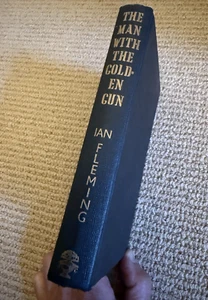 THE
MAN
WITH
THE
GOLD-
EN
GUN
IAN
FLEMING